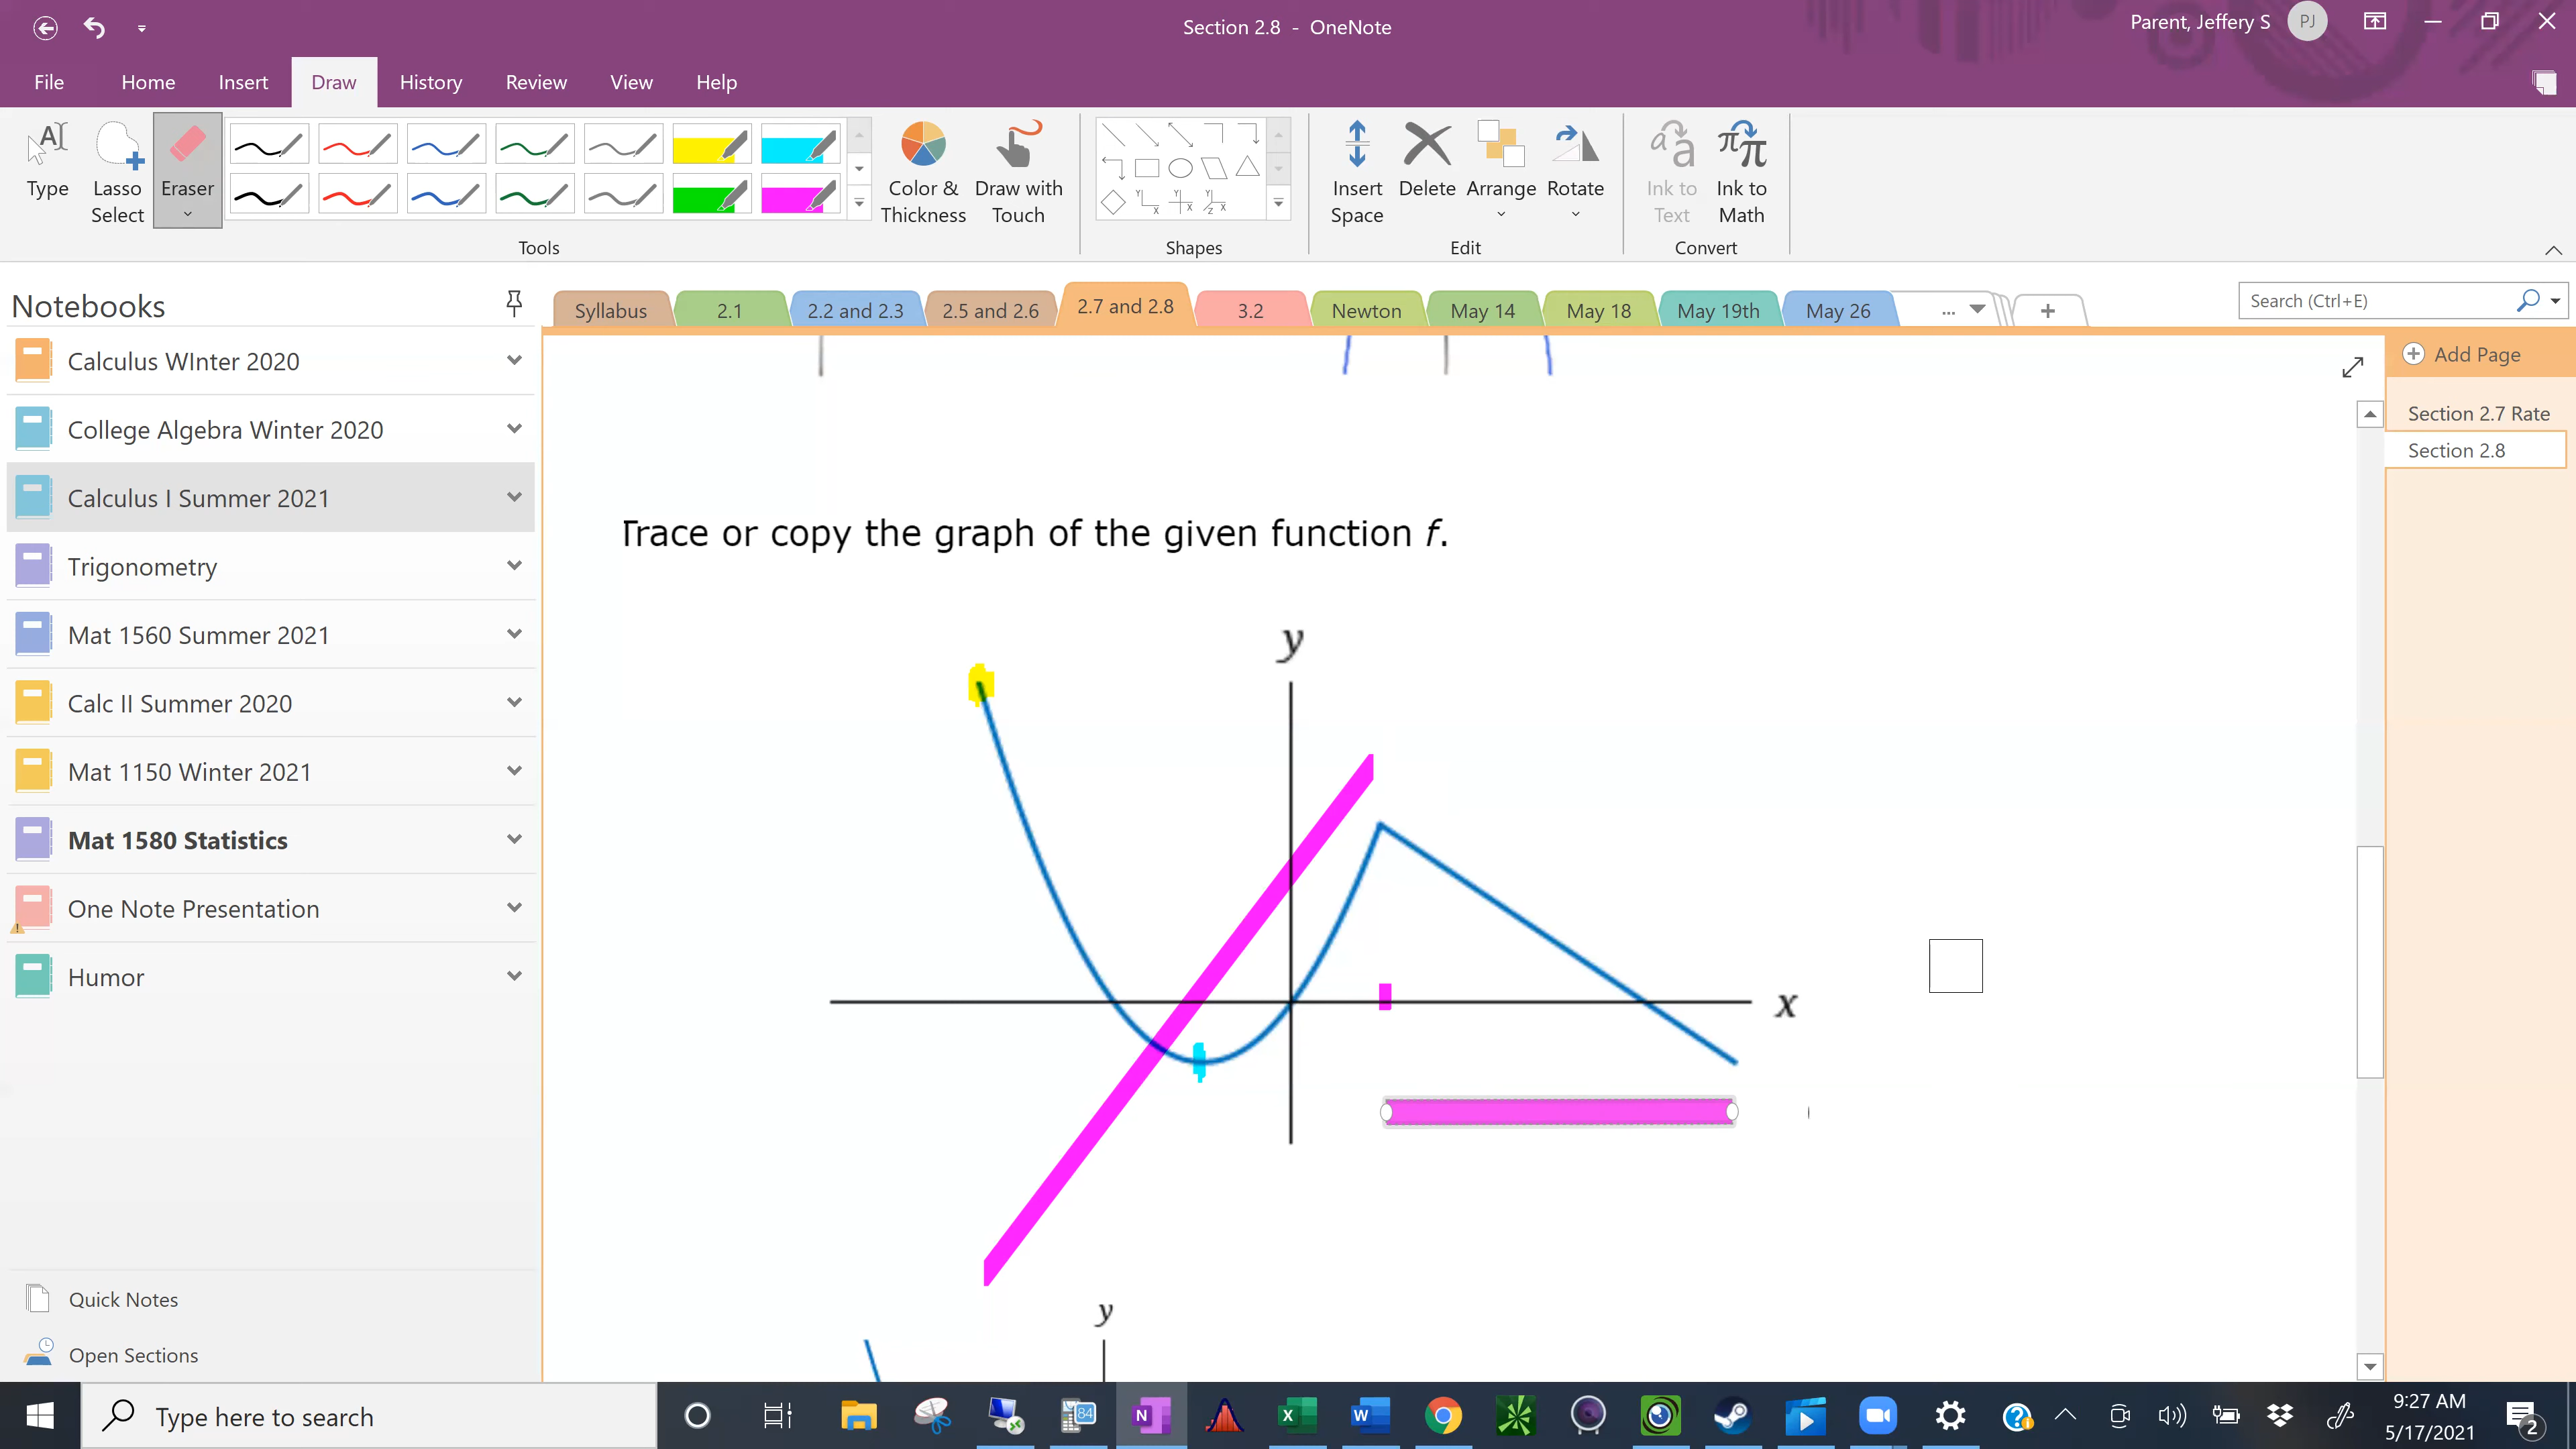 Section 2.8 - OneNote
Parent, Jeffery S PJ
File Home Insert Draw History Review View Help
Type
Lasso Select
Eraser
Color & Thickness
Draw with Touch
Insert Space
Delete
Arrange
Rotate
Ink to Text
Ink to Math
Tools Shapes Edit Convert
Notebooks
Syllabus 2.1 2.2 and 2.3 2.5 and 2.6 2.7 and 2.8 3.2 Newton May 14 May 18 May 19th May 26 ... +
Search (Ctrl+E)
Add Page
Section 2.7 Rate
Section 2.8
Calculus WInter 2020
College Algebra Winter 2020
Calculus I Summer 2021
Trigonometry
Mat 1560 Summer 2021
Calc II Summer 2020
Mat 1150 Winter 2021
Mat 1580 Statistics
One Note Presentation
Humor
Quick Notes
Open Sections
Trace or copy the graph of the given function f.
y
x
y
Type here to search
84
N
X
W
9:27 AM
5/17/2021
2